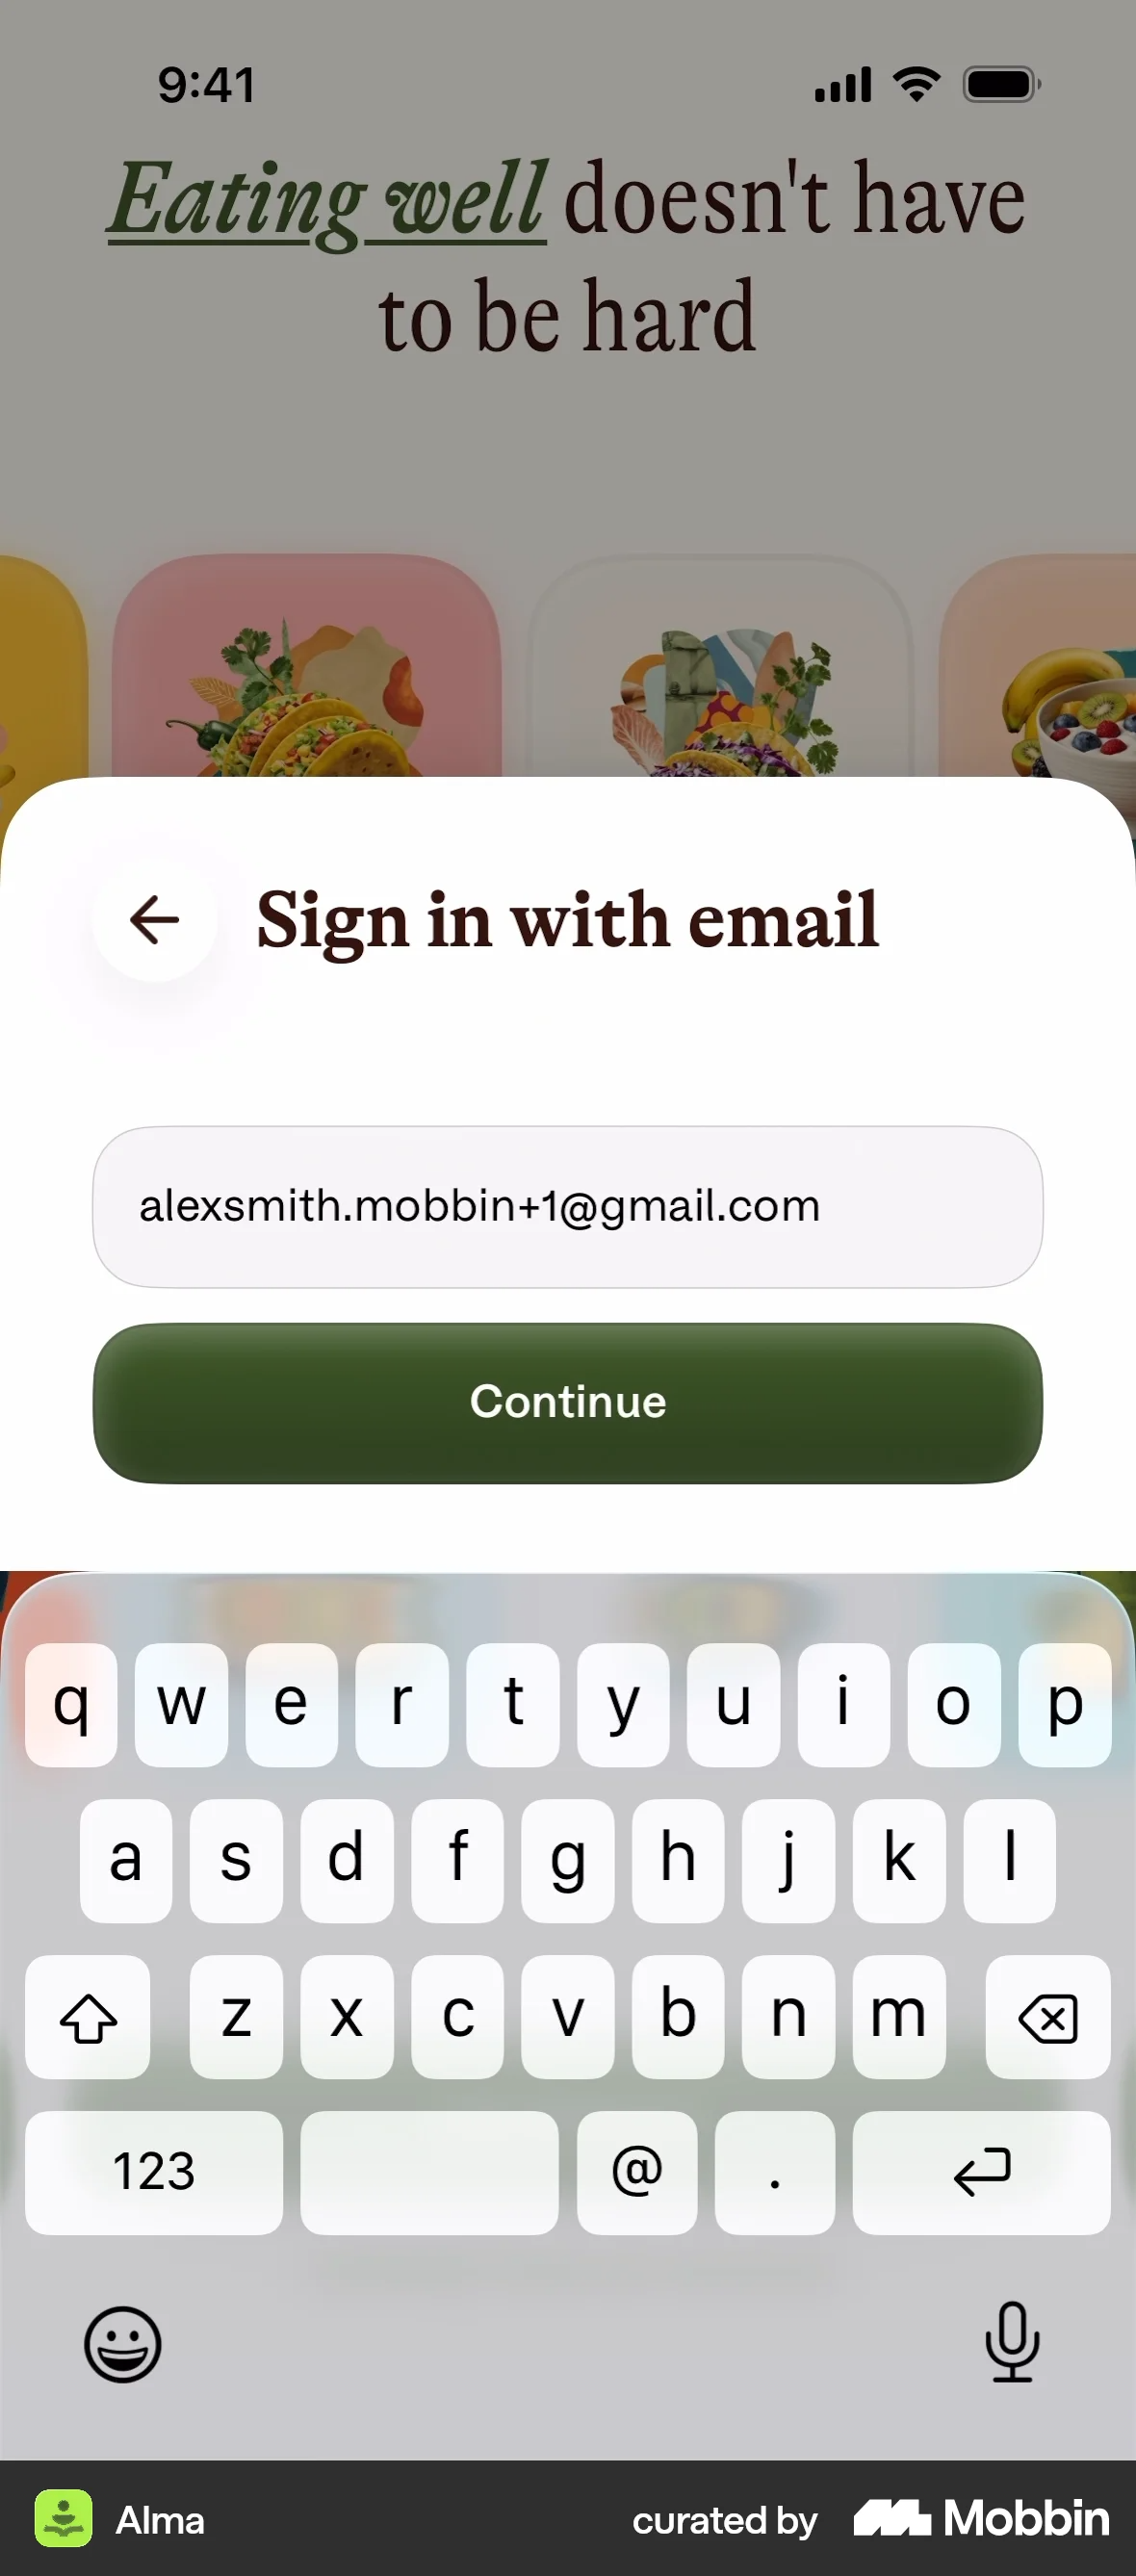 9:41
Eating well doesn't have
to be hard
Sign in with email
alexsmith.mobbin+1@gmail.com
Continue
q w e r t y u i o p
a s d f g h j k l
z x c v b n m
123 @ .
Alma curated by Mobbin